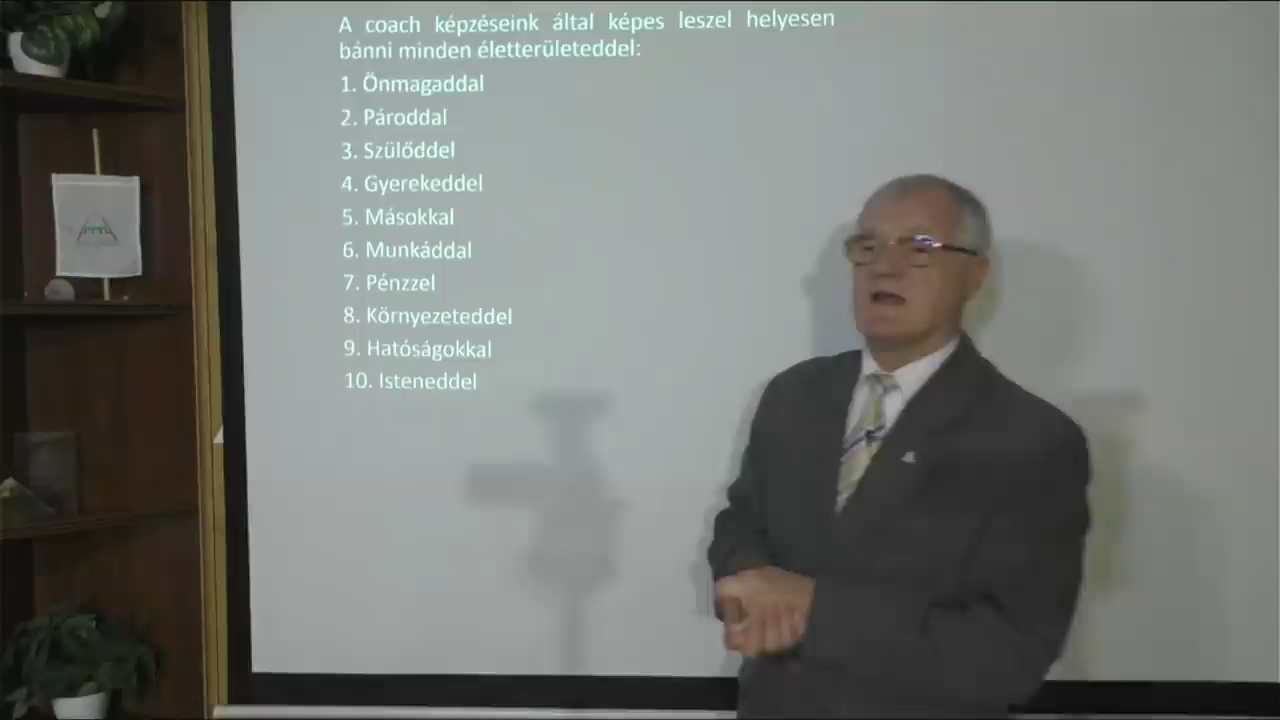 A coach képzéseink által képes leszel helyesen
bánni minden életterületeddel:
1. Önmagaddal
2. Pároddal
3. Szülőddel
4. Gyerekeddel
5. Másokkal
6. Munkáddal
7. Pénzzel
8. Környezeteddel
9. Hatóságokkal
10. Isteneddel